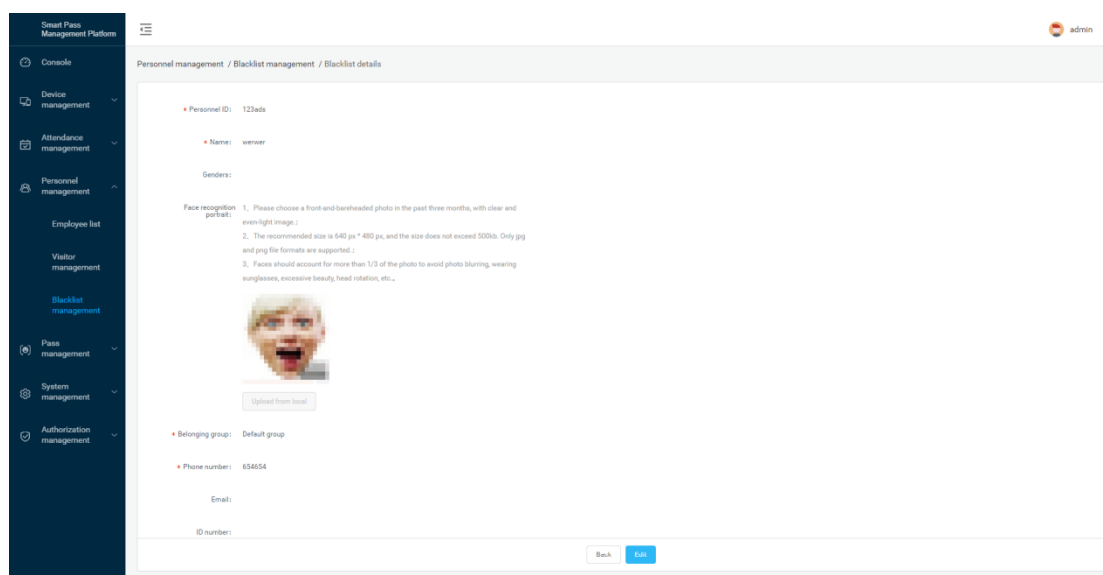 Smart Pass
Management Platform
admin
Console
Device
management
Attendance
management
Personnel
management
Employee list
Visitor
management
Blacklist
management
Pass
management
System
management
Authorization
management
Personnel management / Blacklist management / Blacklist details
* Personnel ID: 123ads
* Name: werwer
Genders:
Face recognition
portrait:
1、Please choose a front-and-bareheaded photo in the past three months, with clear and
even-light image.;
2、The recommended size is 640 px * 480 px, and the size does not exceed 500kb. Only jpg
and png file formats are supported.;
3、Faces should account for more than 1/3 of the photo to avoid photo blurring, wearing
sunglasses, excessive beauty, head rotation, etc.。
Upload from local
* Belonging group: Default group
* Phone number: 654654
Email:
ID number:
Back
Edit